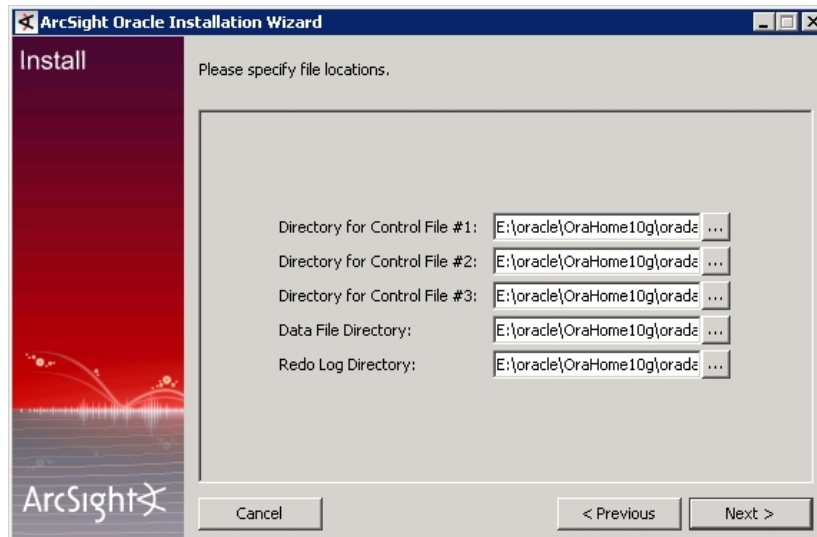 ArcSight Oracle Installation Wizard
Install
Please specify file locations.
Directory for Control File #1: E:\oracle\OraHome10g\orada ...
Directory for Control File #2: E:\oracle\OraHome10g\orada ...
Directory for Control File #3: E:\oracle\OraHome10g\orada ...
Data File Directory: E:\oracle\OraHome10g\orada ...
Redo Log Directory: E:\oracle\OraHome10g\orada ...
ArcSight
Cancel < Previous Next >